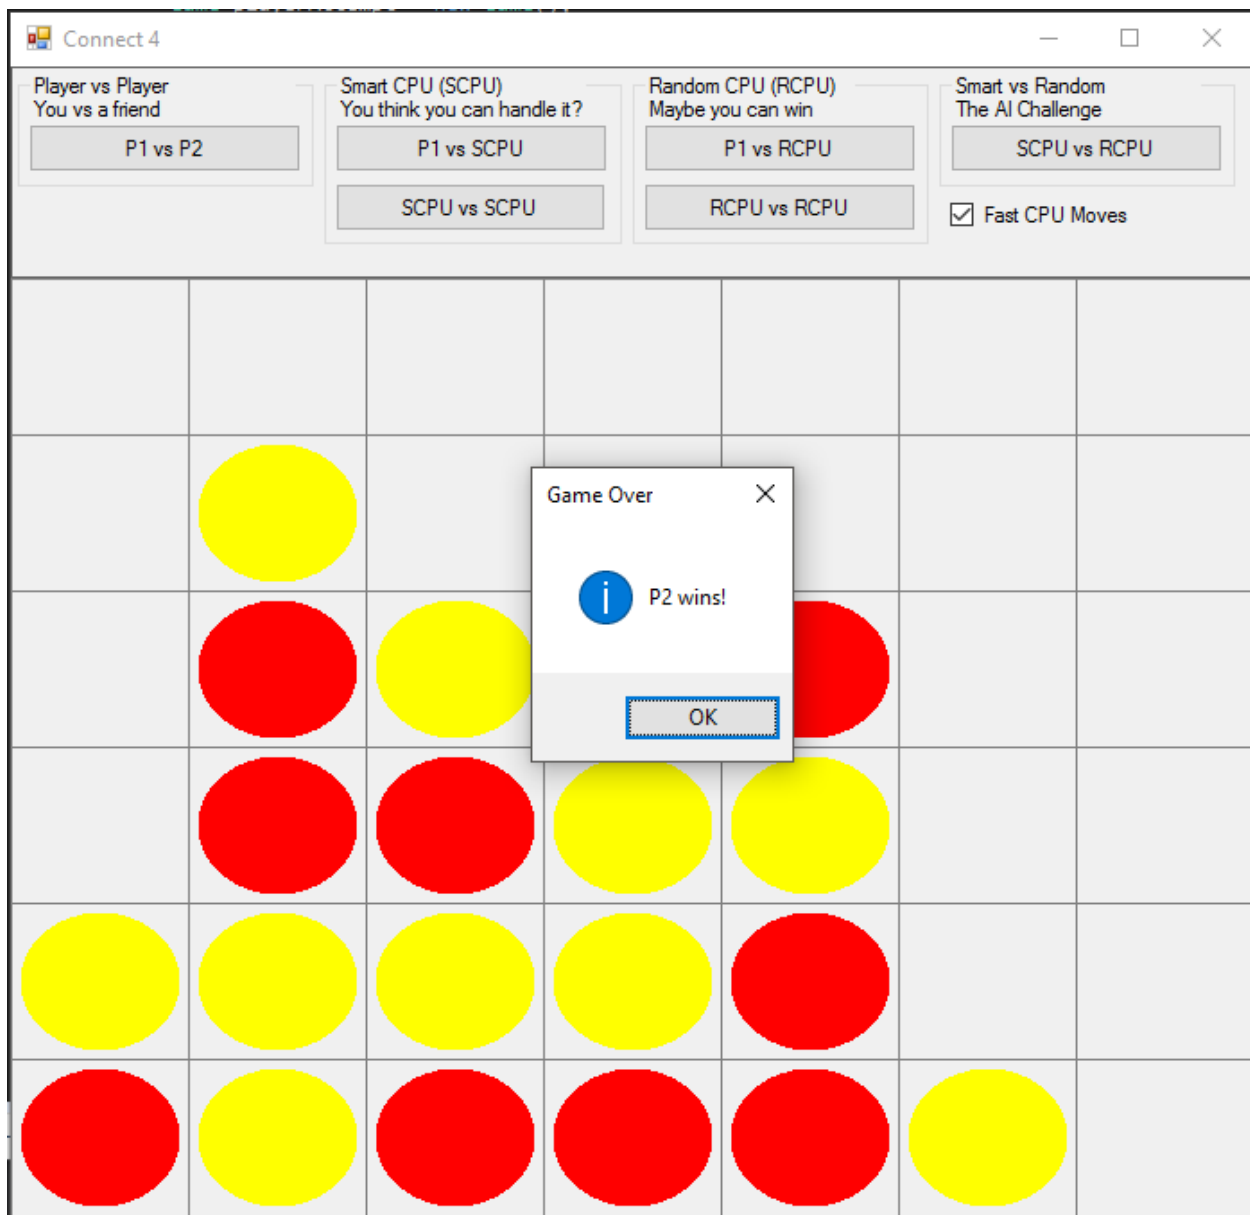 Connect 4
Player vs Player
You vs a friend
P1 vs P2
Smart CPU (SCPU)
You think you can handle it?
P1 vs SCPU
SCPU vs SCPU
Random CPU (RCPU)
Maybe you can win
P1 vs RCPU
RCPU vs RCPU
Smart vs Random
The AI Challenge
SCPU vs RCPU
Fast CPU Moves
Game Over
P2 wins!
OK